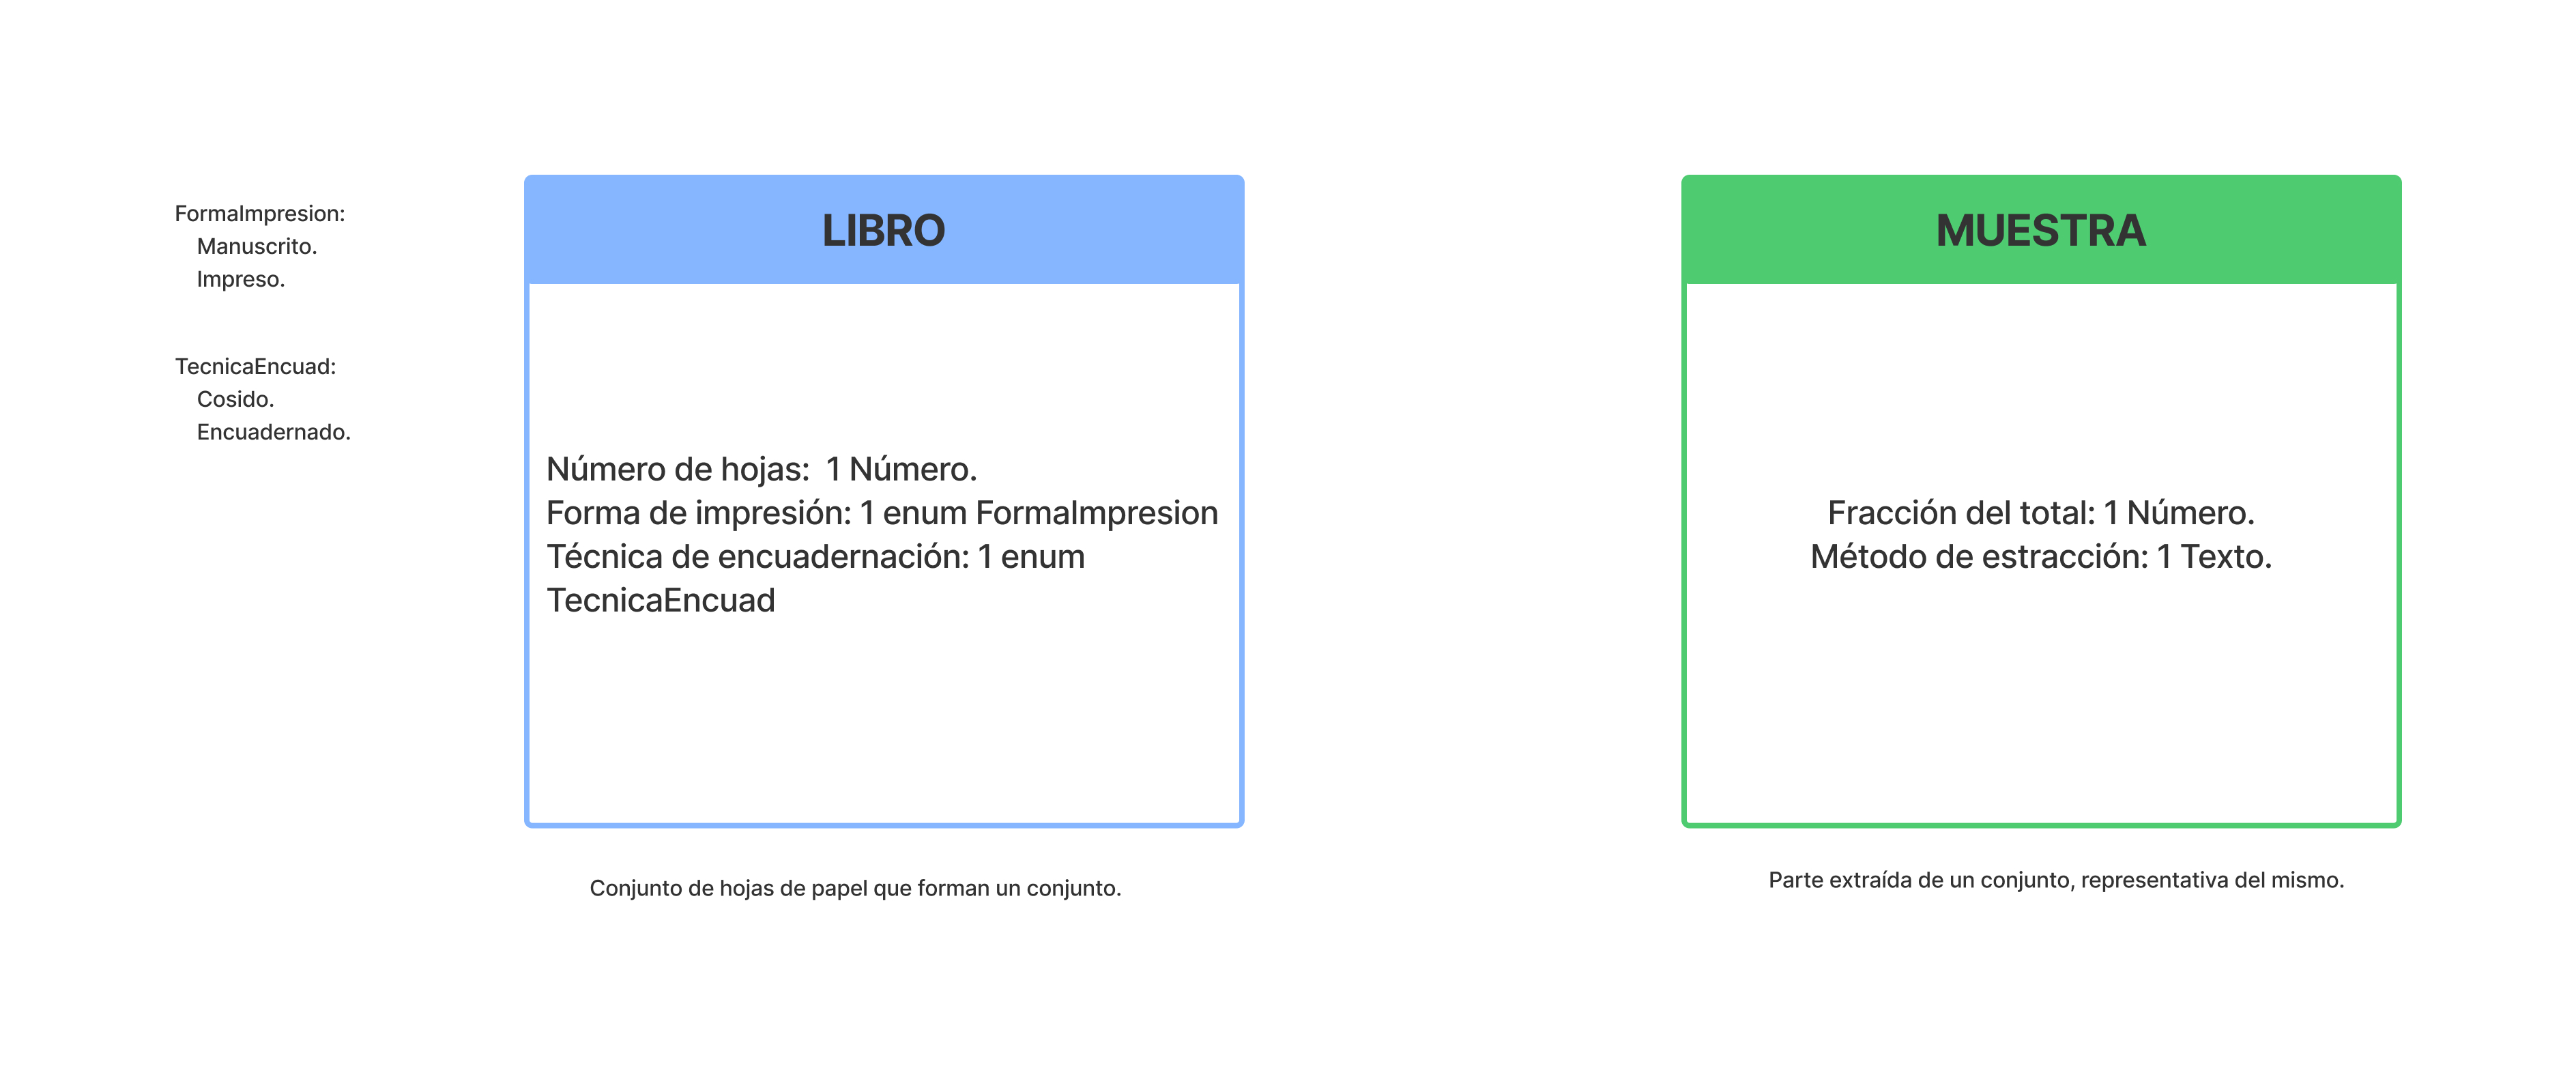 FormaImpresion:
Manuscrito.
Impreso.
TecnicaEncuad:
Cosido.
Encuadernado.
LIBRO
Número de hojas:  1 Número.
Forma de impresión: 1 enum FormaImpresion
Técnica de encuadernación: 1 enum
TecnicaEncuad
Conjunto de hojas de papel que forman un conjunto.
MUESTRA
Fracción del total: 1 Número.
Método de estracción: 1 Texto.
Parte extraída de un conjunto, representativa del mismo.